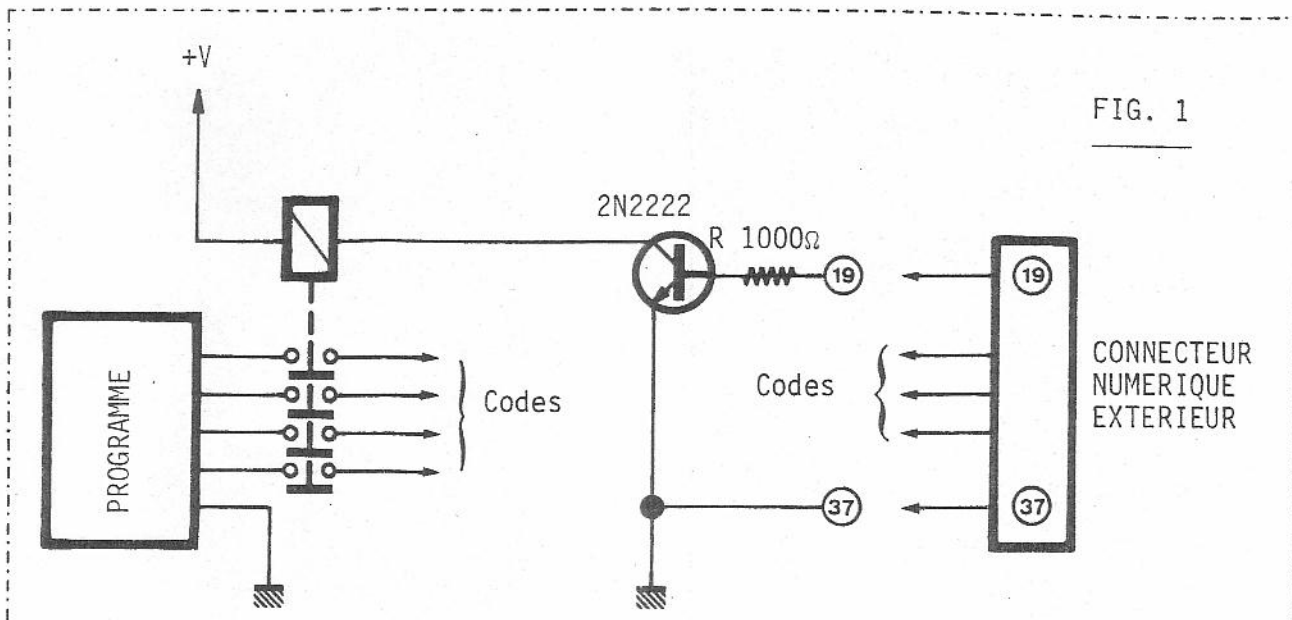 +V
FIG. 1
2N2222
R 1000Ω
19
19
PROGRAMME
Codes
Codes
CONNECTEUR
NUMERIQUE
EXTERIEUR
37
37